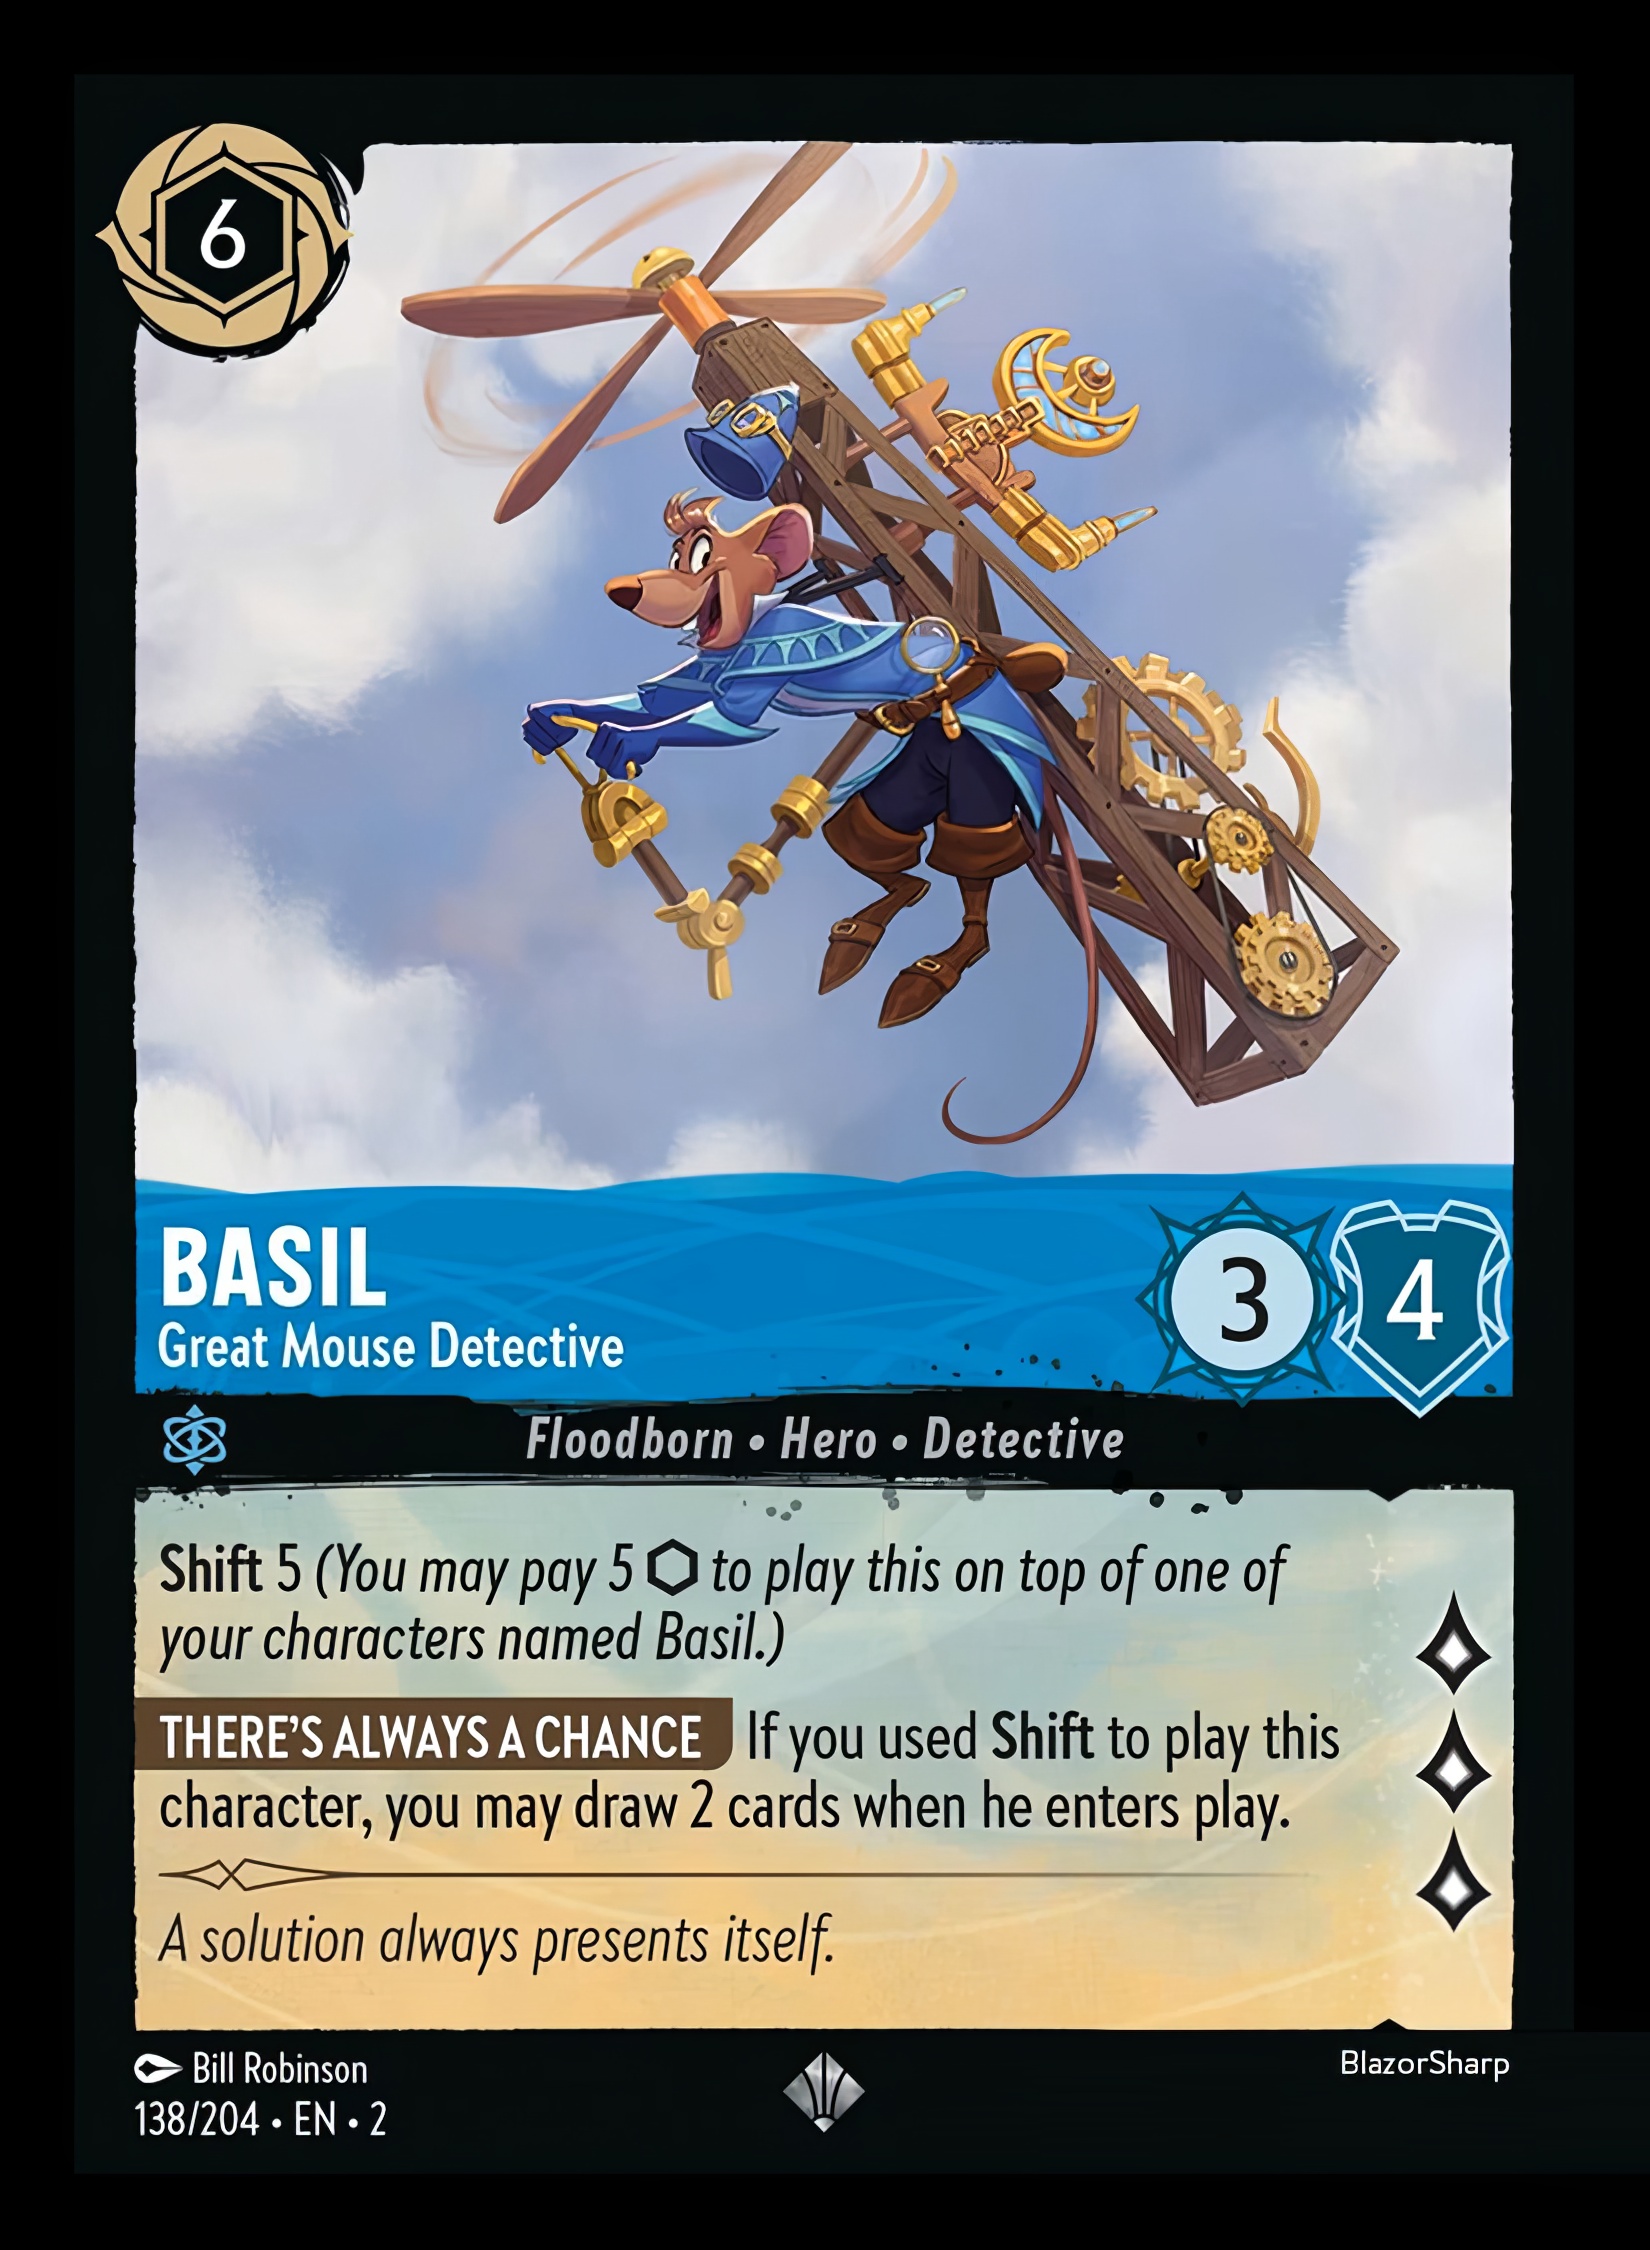 6
BASIL
Great Mouse Detective
3
4
Floodborn • Hero • Detective
Shift 5 (You may pay 5 ⬡ to play this on top of one of
your characters named Basil.)
THERE'S ALWAYS A CHANCE If you used Shift to play this
character, you may draw 2 cards when he enters play.
A solution always presents itself.
Bill Robinson
BlazorSharp
138/204 • EN • 2